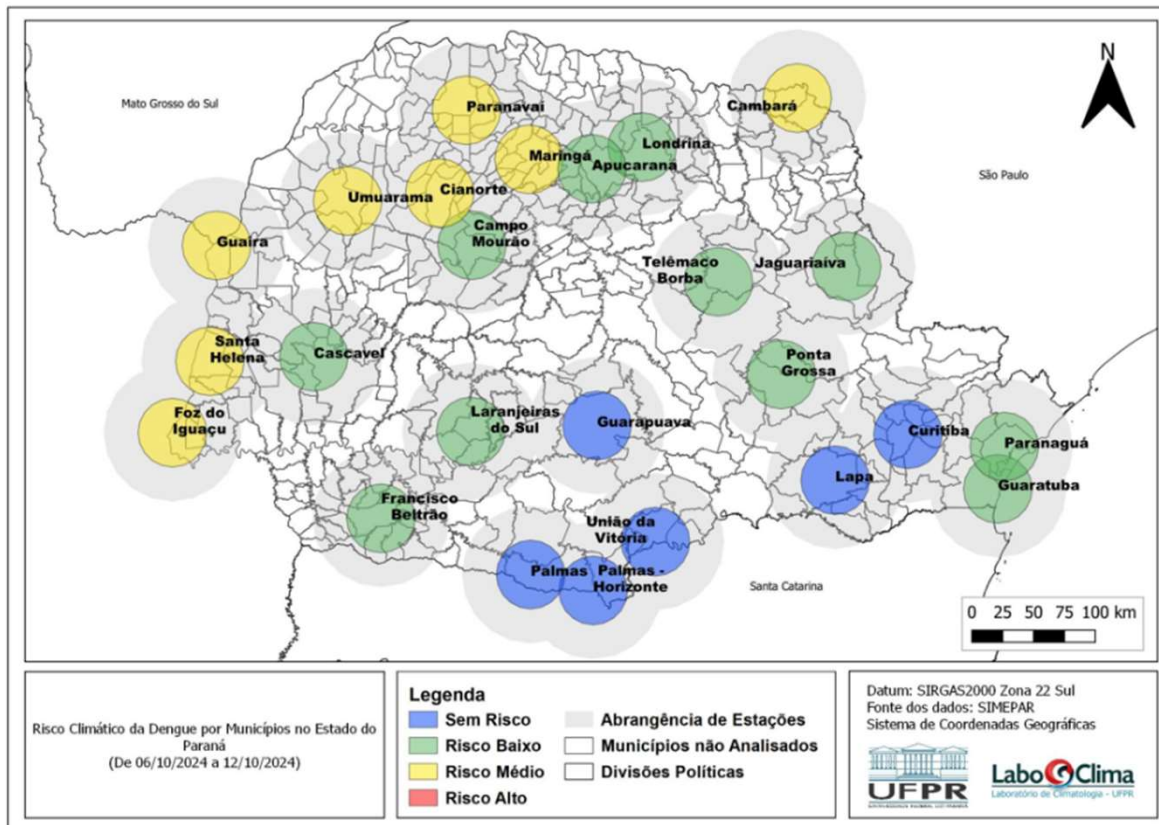 N
Mato Grosso do Sul
São Paulo
Santa Catarina
Paranavaí
Cambará
Londrina
Maringá
Apucarana
Cianorte
Umuarama
Campo
Mourão
Guaíra
Telêmaco
Borba
Jaguariaíva
Santa
Helena
Cascavel
Ponta
Grossa
Foz do
Iguaçu
Laranjeiras
do Sul
Guarapuava
Curitiba
Paranaguá
Lapa
Guaratuba
Francisco
Beltrão
União da
Vitória
Palmas
Palmas -
Horizonte
0 25 50 75 100 km
Risco Climático da Dengue por Municípios no Estado do
Paraná
(De 06/10/2024 a 12/10/2024)
Legenda
Sem Risco
Risco Baixo
Risco Médio
Risco Alto
Abrangência de Estações
Municípios não Analisados
Divisões Políticas
Datum: SIRGAS2000 Zona 22 Sul
Fonte dos dados: SIMEPAR
Sistema de Coordenadas Geográficas
UFPR
UNIVERSIDADE FEDERAL DO PARANÁ
LaboClima
Laboratório de Climatologia - UFPR